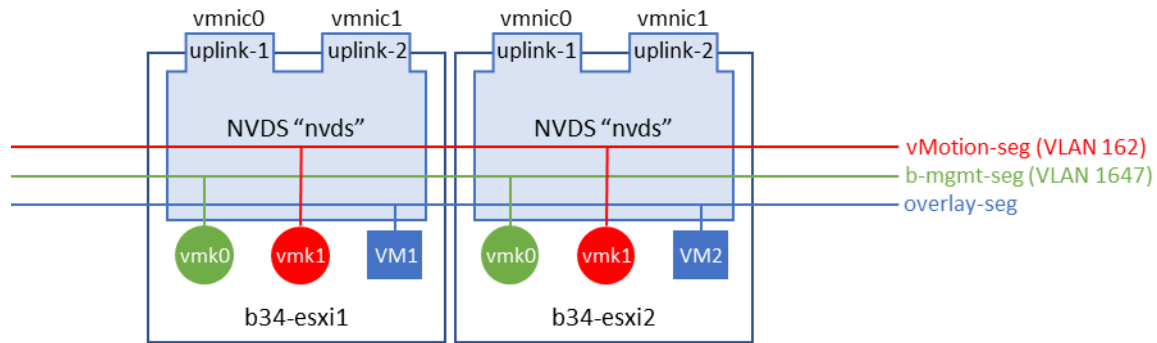 vmnic0 vmnic1 vmnic0 vmnic1
uplink-1 uplink-2 uplink-1 uplink-2
NVDS “nvds” NVDS “nvds”
vMotion-seg (VLAN 162)
b-mgmt-seg (VLAN 1647)
overlay-seg
vmk0 vmk1 VM1 vmk0 vmk1 VM2
b34-esxi1 b34-esxi2